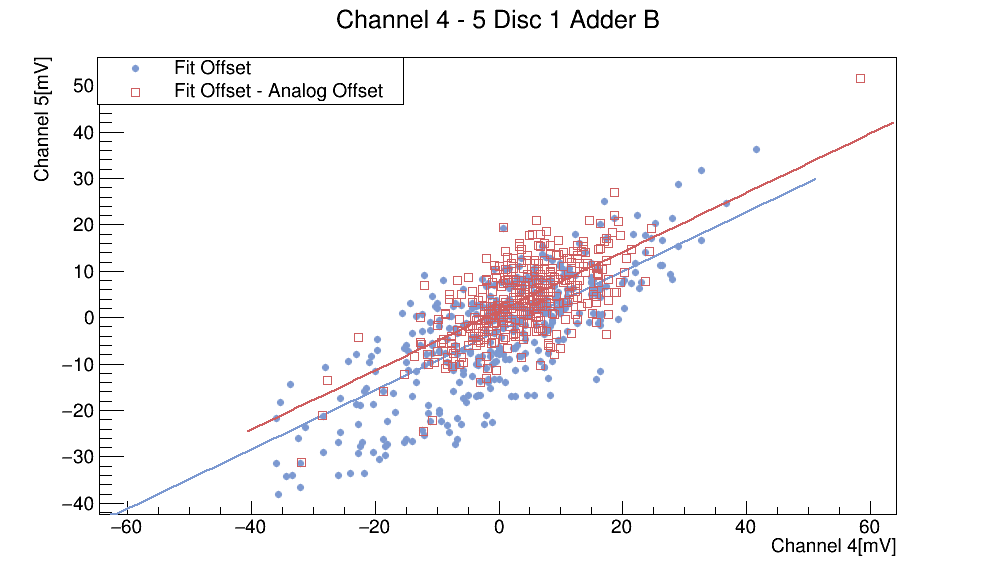 Channel 4 - 5 Disc 1 Adder B
Channel 5[mV]
Fit Offset
Fit Offset - Analog Offset
50
40
30
20
10
0
−10
−20
−30
−40
−60 −40 −20 0 20 40 60
Channel 4[mV]